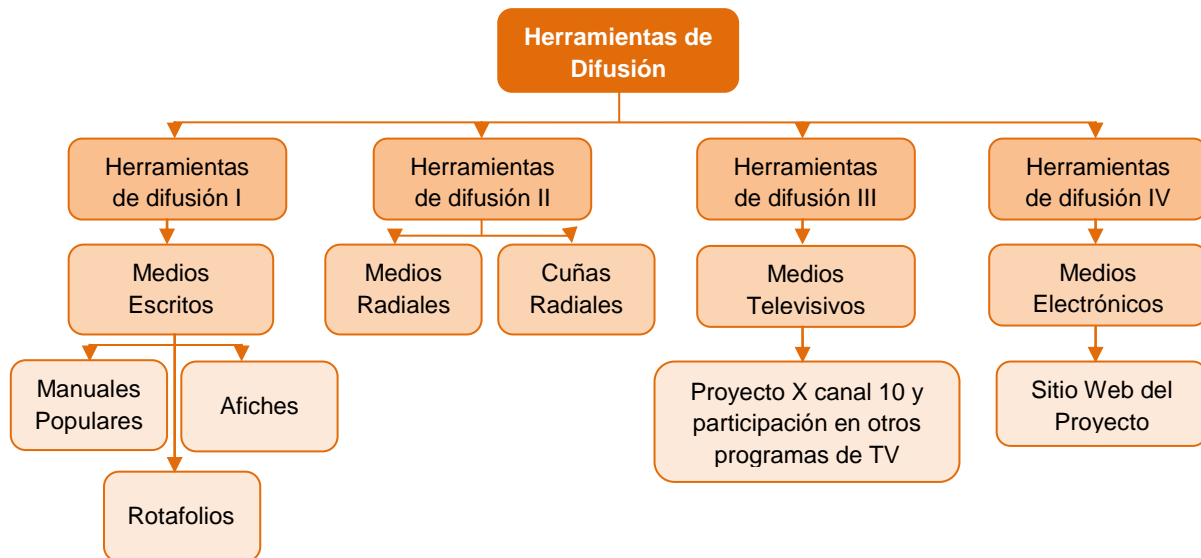 Herramientas de
Difusión
Herramientas
de difusión I
Herramientas
de difusión II
Herramientas
de difusión III
Herramientas
de difusión IV
Medios
Escritos
Medios
Radiales
Cuñas
Radiales
Medios
Televisivos
Medios
Electrónicos
Manuales
Populares
Afiches
Proyecto X canal 10 y
participación en otros
programas de TV
Sitio Web del
Proyecto
Rotafolios